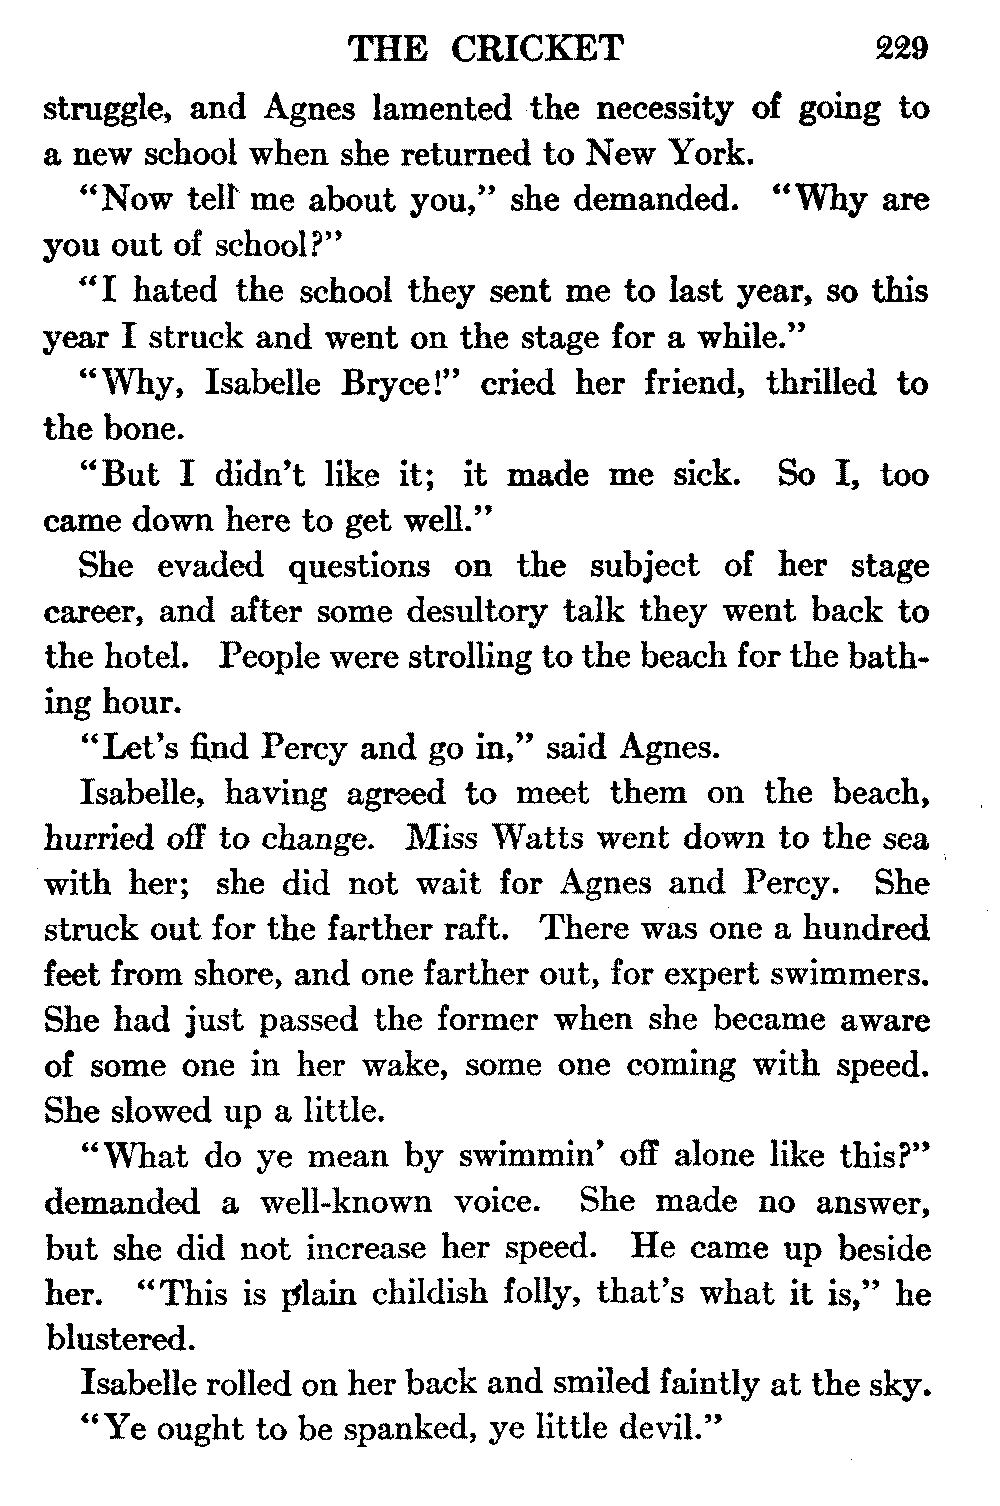 THE CRICKET 229
struggle, and Agnes lamented the necessity of going to
a new school when she returned to New York.
"Now tell me about you," she demanded. "Why are
you out of school?"
"I hated the school they sent me to last year, so this
year I struck and went on the stage for a while."
"Why, Isabelle Bryce!" cried her friend, thrilled to
the bone.
"But I didn't like it; it made me sick. So I, too
came down here to get well."
She evaded questions on the subject of her stage
career, and after some desultory talk they went back to
the hotel. People were strolling to the beach for the bath-
ing hour.
"Let's find Percy and go in," said Agnes.
Isabelle, having agreed to meet them on the beach,
hurried off to change. Miss Watts went down to the sea
with her; she did not wait for Agnes and Percy. She
struck out for the farther raft. There was one a hundred
feet from shore, and one farther out, for expert swimmers.
She had just passed the former when she became aware
of some one in her wake, some one coming with speed.
She slowed up a little.
"What do ye mean by swimmin' off alone like this?"
demanded a well-known voice. She made no answer,
but she did not increase her speed. He came up beside
her. "This is plain childish folly, that's what it is," he
blustered.
Isabelle rolled on her back and smiled faintly at the sky.
"Ye ought to be spanked, ye little devil."